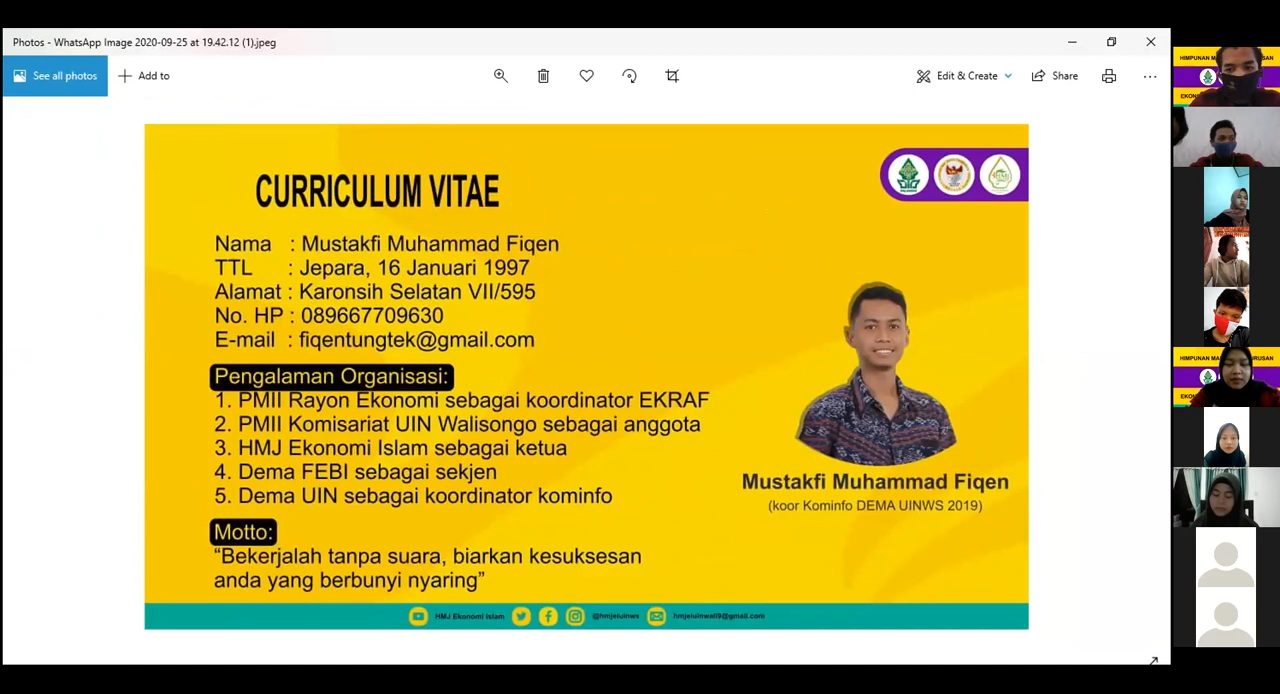 Photos - WhatsApp Image 2020-09-25 at 19.42.12 (1).jpeg
See all photos
Add to
Edit & Create
Share
CURRICULUM VITAE
Nama : Mustakfi Muhammad Fiqen
TTL : Jepara, 16 Januari 1997
Alamat : Karonsih Selatan VII/595
No. HP : 089667709630
E-mail : fiqentungtek@gmail.com
Pengalaman Organisasi:
1. PMII Rayon Ekonomi sebagai koordinator EKRAF
2. PMII Komisariat UIN Walisongo sebagai anggota
3. HMJ Ekonomi Islam sebagai ketua
4. Dema FEBI sebagai sekjen
5. Dema UIN sebagai koordinator kominfo
Motto:
“Bekerjalah tanpa suara, biarkan kesuksesan
anda yang berbunyi nyaring”
Mustakfi Muhammad Fiqen
(koor Kominfo DEMA UINWS 2019)
HMJ Ekonomi Islam
@hmjeiuinws
hmjeiuinwali9@gmail.com